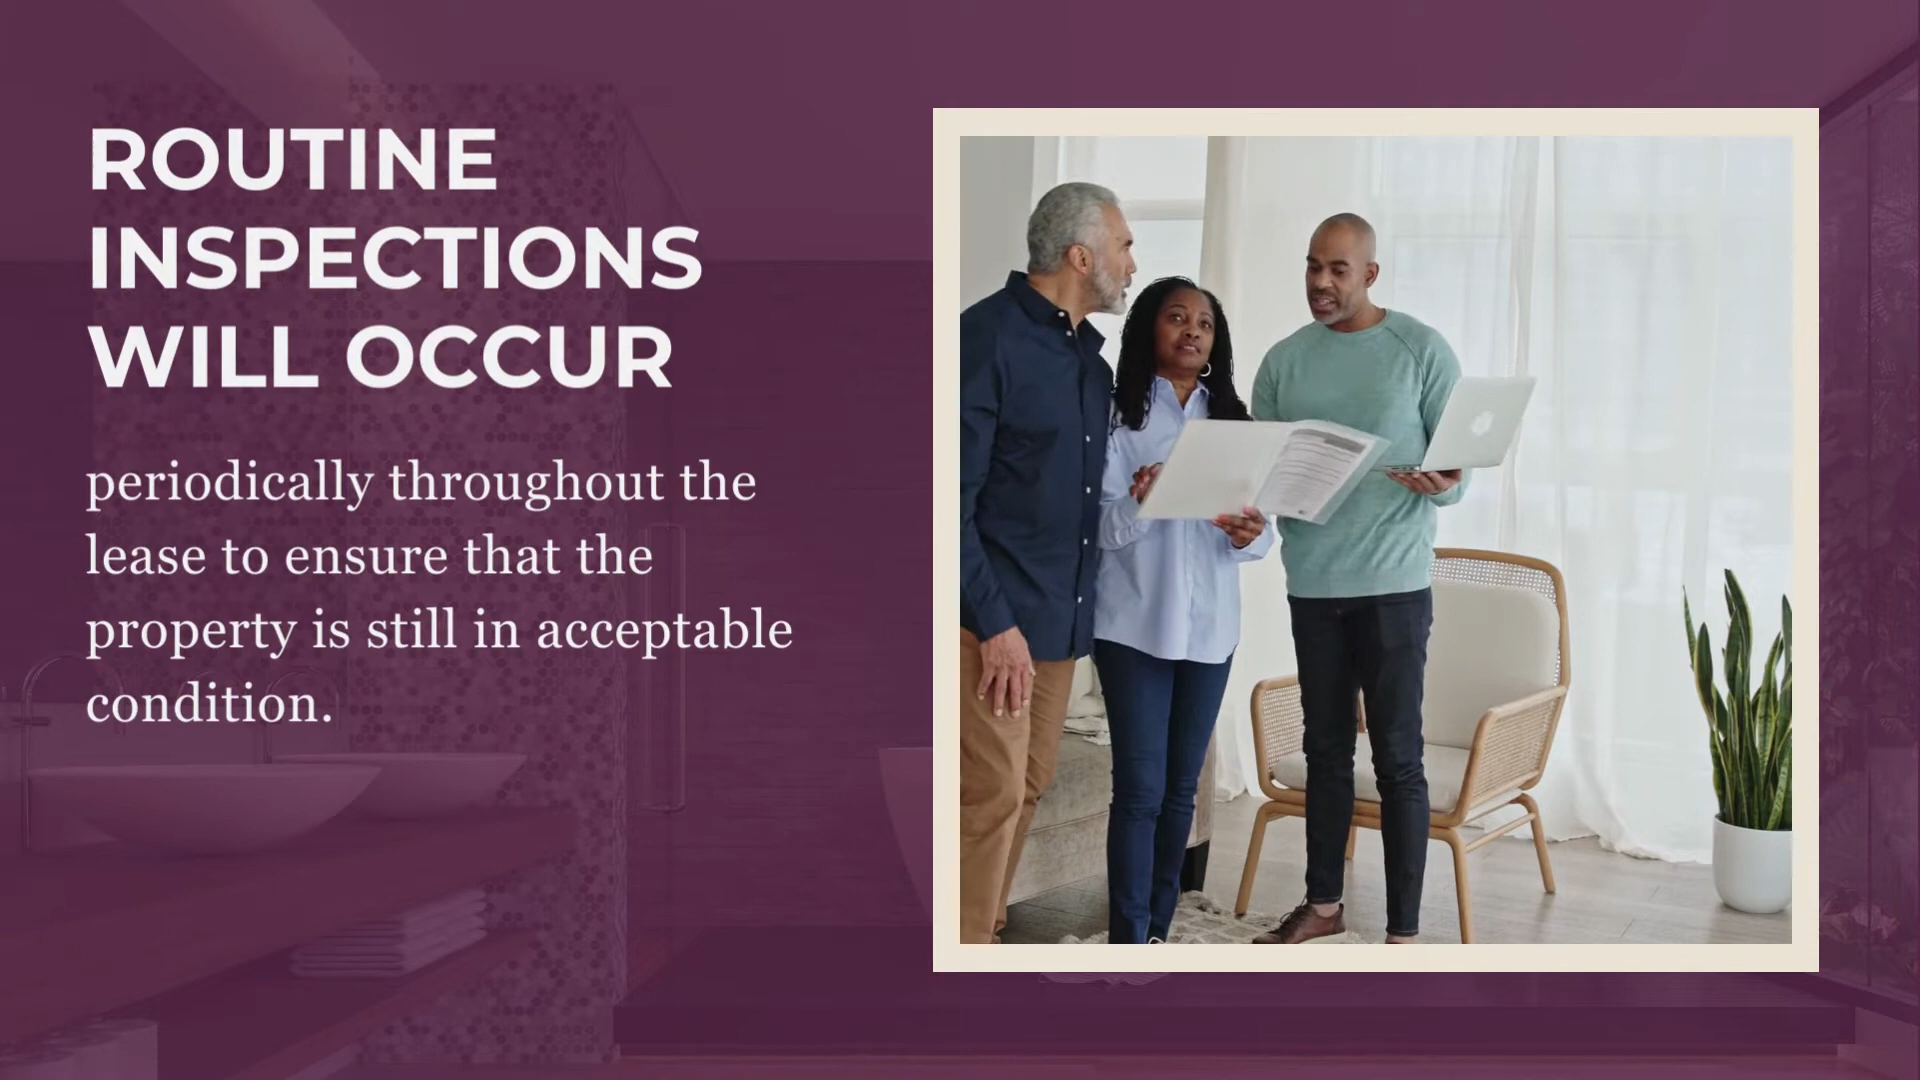 ROUTINE
INSPECTIONS
WILL OCCUR
periodically throughout the
lease to ensure that the
property is still in acceptable
condition.